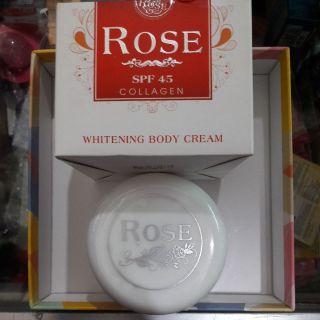 ROSE
SPF 45
COLLAGEN
WHITENING BODY CREAM
ROSE